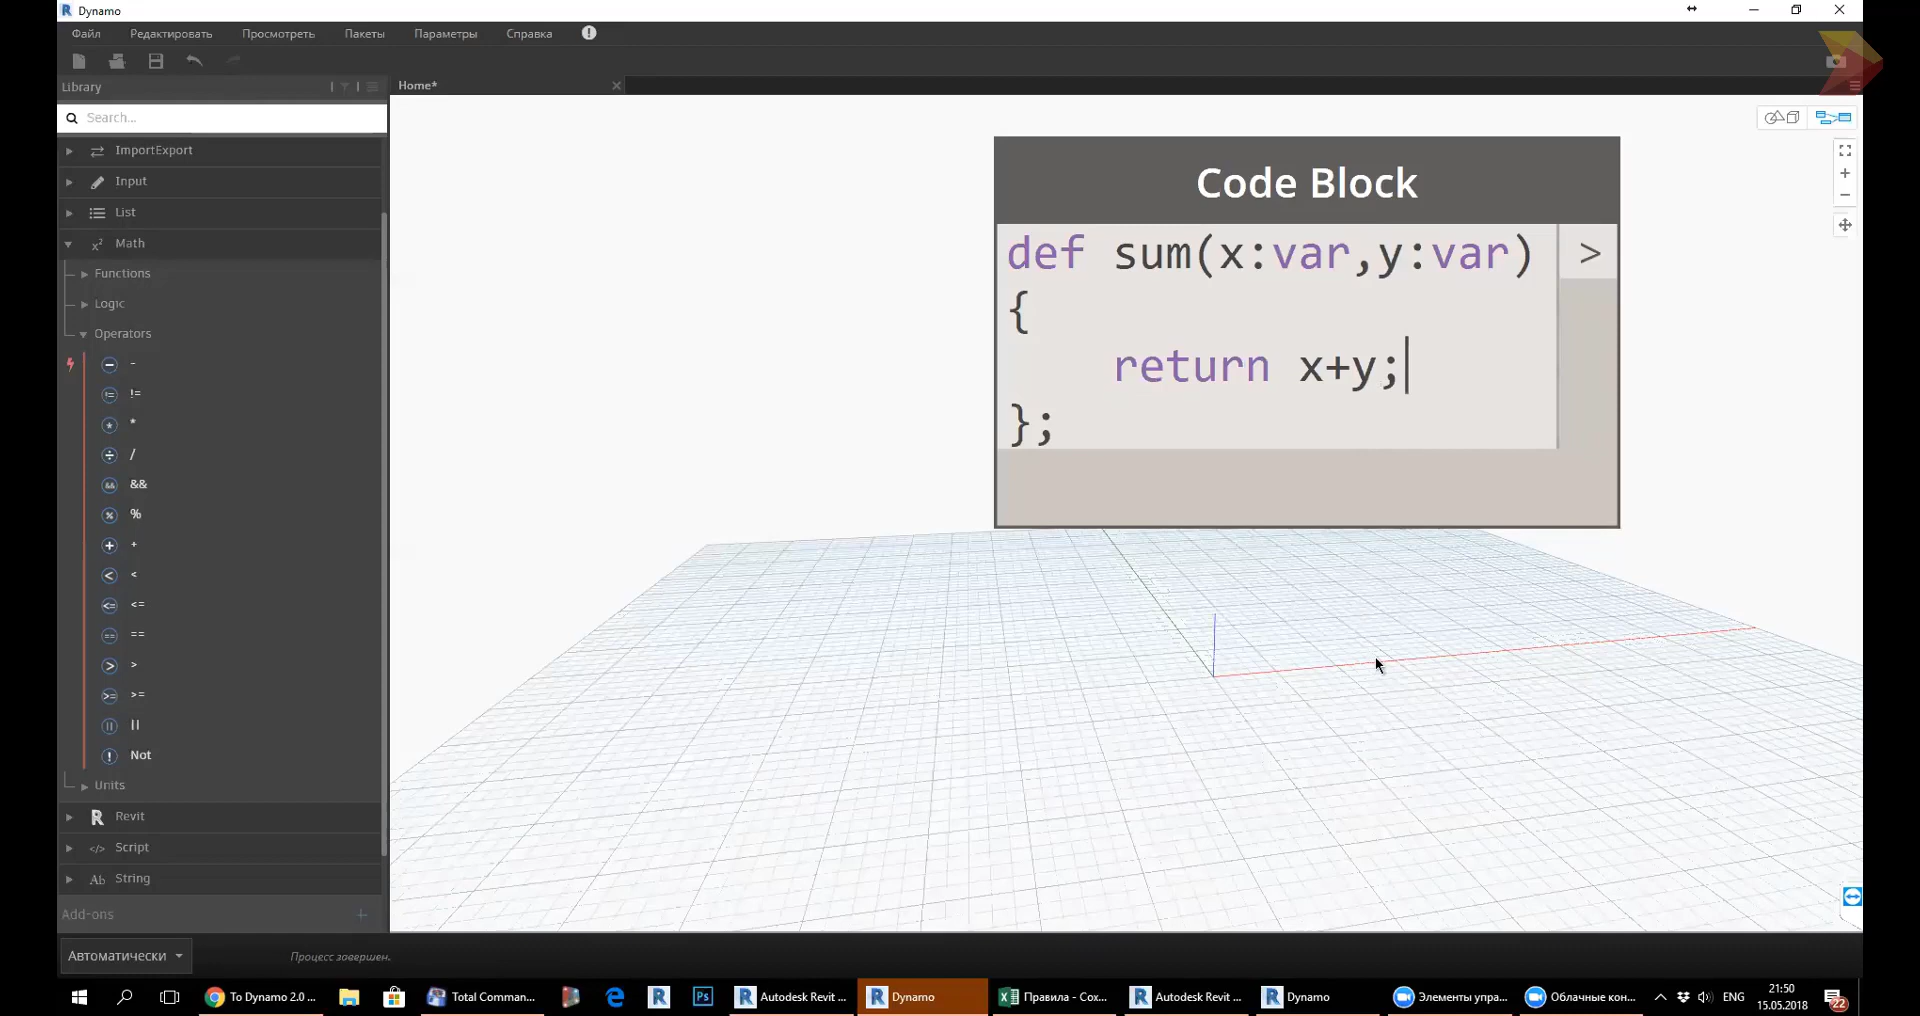 Dynamo
Файл Редактировать Просмотреть Пакеты Параметры Справка
Library
Home*
Search...
ImportExport
Input
List
Math
Functions
Logic
Operators
-
!=
*
/
&&
%
+
<
<=
==
>
>=
||
Not
Units
Revit
Script
String
Add-ons
Code Block
def sum(x:var,y:var) >
{
return x+y;
};
Автоматически
Процесс завершен.
To Dynamo 2.0 ...
Total Comman...
Autodesk Revit ...
Dynamo
Правила - Сох...
Autodesk Revit ...
Dynamo
Элементы упра...
Облачные кон...
ENG
21:50
15.05.2018
22